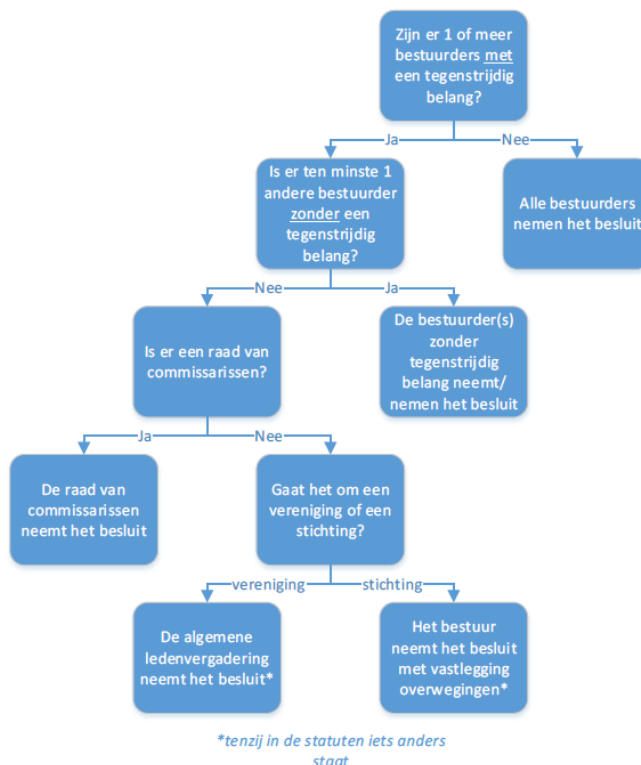 Zijn er 1 of meer
bestuurders met
een tegenstrijdig
belang?
Ja
Nee
Is er ten minste 1
andere bestuurder
zonder een
tegenstrijdig
belang?
Alle bestuurders
nemen het besluit
Nee
Ja
Is er een raad van
commissarissen?
De bestuurder(s)
zonder
tegenstrijdig
belang neemt/
nemen het besluit
Ja
Nee
De raad van
commissarissen
neemt het besluit
Gaat het om een
vereniging of een
stichting?
vereniging
stichting
De algemene
ledenvergadering
neemt het besluit*
Het bestuur
neemt het besluit
met vastlegging
overwegingen*
*tenzij in de statuten iets anders
staat